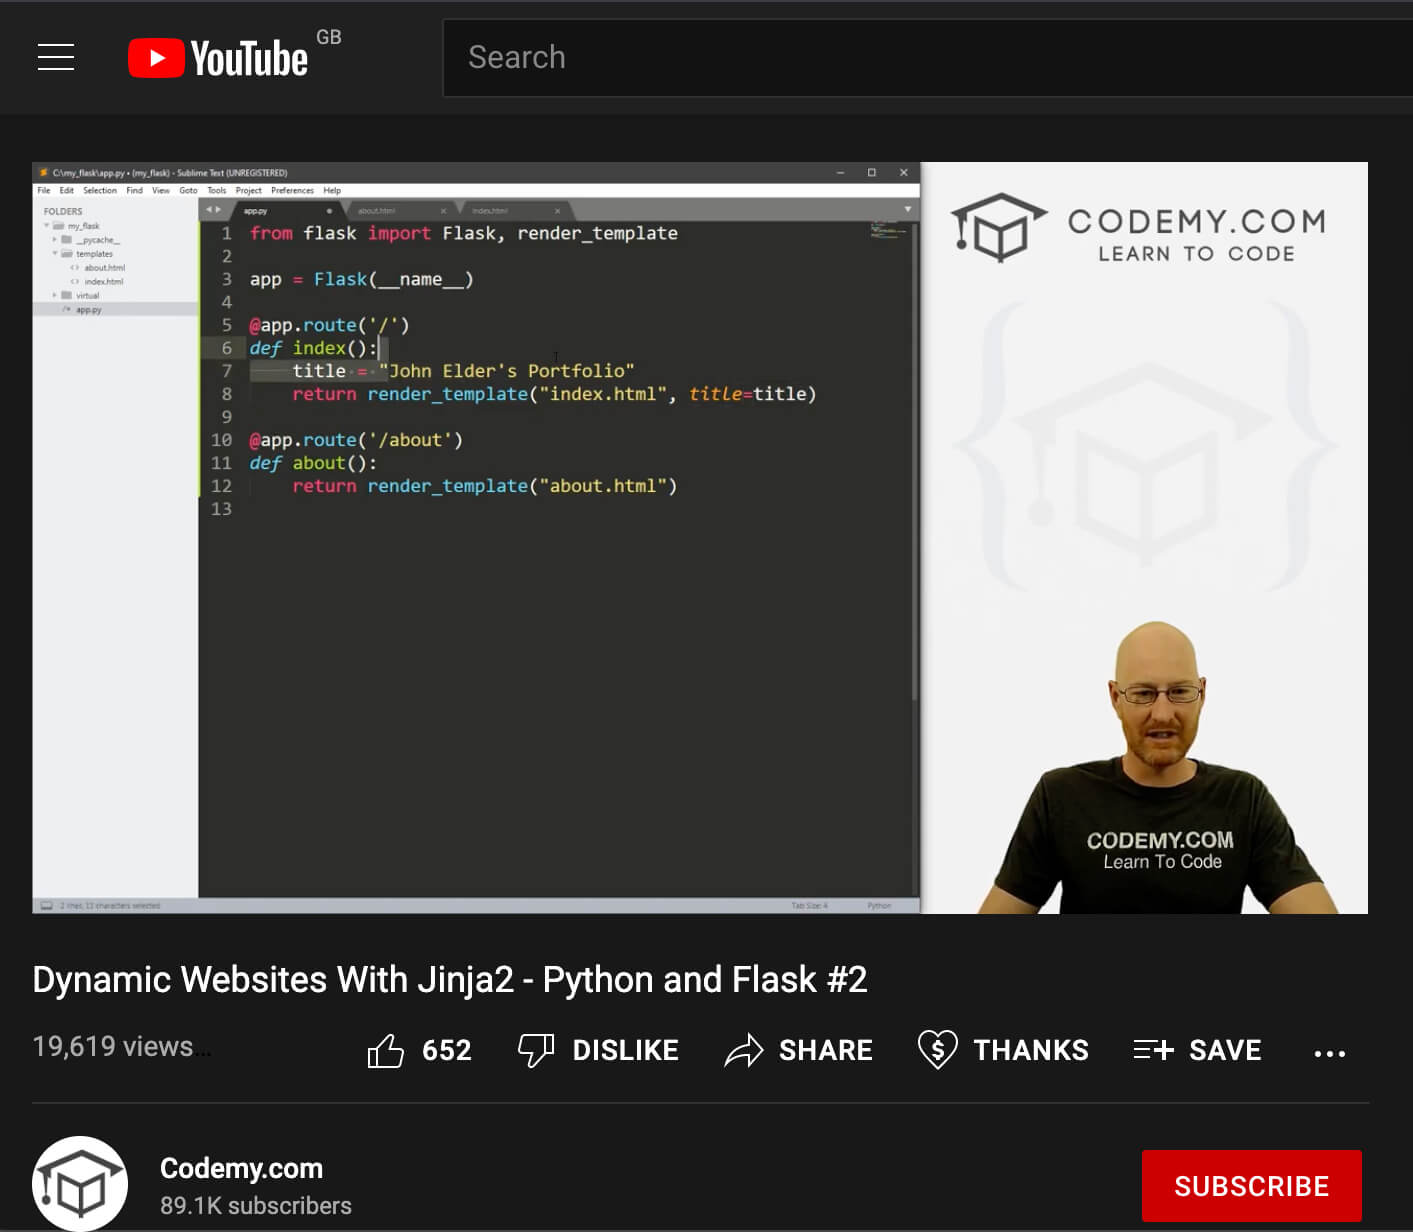 YouTube GB
Search
C:\my_flask\app.py • (my_flask) - Sublime Text (UNREGISTERED)
File Edit Selection Find View Goto Tools Project Preferences Help
FOLDERS
my_flask
__pycache__
templates
about.html
index.html
virtual
app.py
app.py about.html index.html
1 from flask import Flask, render_template
2
3 app = Flask(__name__)
4
5 @app.route('/')
6 def index():
7 title = "John Elder's Portfolio"
8 return render_template("index.html", title=title)
9
10 @app.route('/about')
11 def about():
12 return render_template("about.html")
13
2 lines, 12 characters selected Tab Size: 4 Python
CODEMY.COM
LEARN TO CODE
CODEMY.COM
Learn To Code
Dynamic Websites With Jinja2 - Python and Flask #2
19,619 views...
652 DISLIKE SHARE THANKS SAVE ...
Codemy.com
89.1K subscribers
SUBSCRIBE